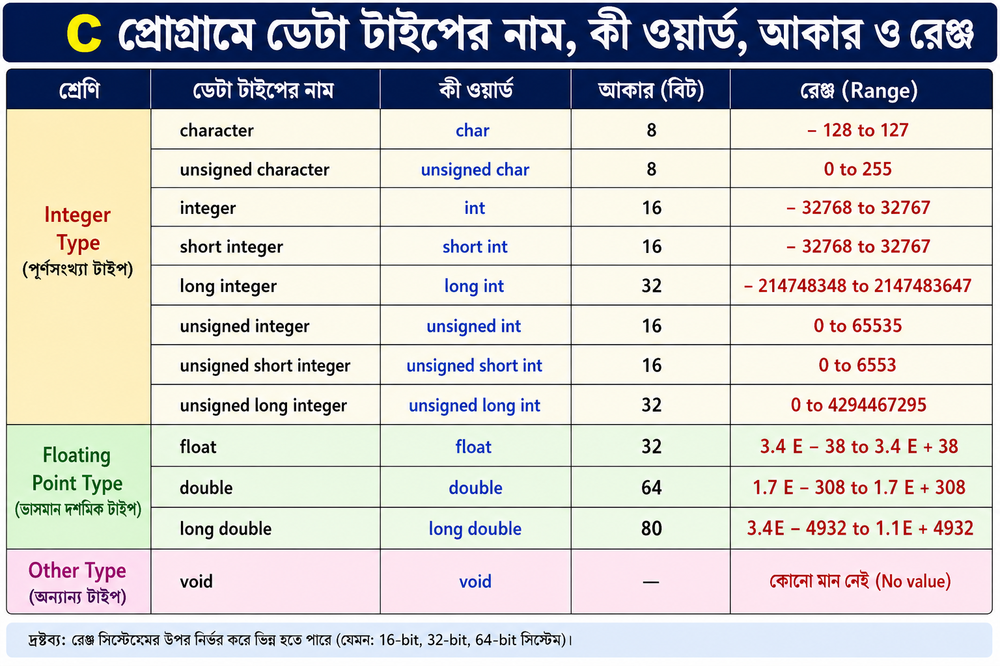 C প্রোগ্রামে ডেটা টাইপের নাম, কী ওয়ার্ড, আকার ও রেঞ্জ
শ্রেণি ডেটা টাইপের নাম কী ওয়ার্ড আকার (বিট) রেঞ্জ (Range)
Integer
Type
(পূর্ণসংখ্যা টাইপ)
character char 8 – 128 to 127
unsigned character unsigned char 8 0 to 255
integer int 16 – 32768 to 32767
short integer short int 16 – 32768 to 32767
long integer long int 32 – 214748348 to 2147483647
unsigned integer unsigned int 16 0 to 65535
unsigned short integer unsigned short int 16 0 to 6553
unsigned long integer unsigned long int 32 0 to 4294467295
Floating
Point Type
(ভাসমান দশমিক টাইপ)
float float 32 3.4 E – 38 to 3.4 E + 38
double double 64 1.7 E – 308 to 1.7 E + 308
long double long double 80 3.4E – 4932 to 1.1E + 4932
Other Type
(অন্যান্য টাইপ)
void void — কোনো মান নেই (No value)
দ্রষ্টব্য: রেঞ্জ সিস্টেমেমের উপর নির্ভর করে ভিন্ন হতে পারে (যেমন: 16-bit, 32-bit, 64-bit সিস্টেম)।